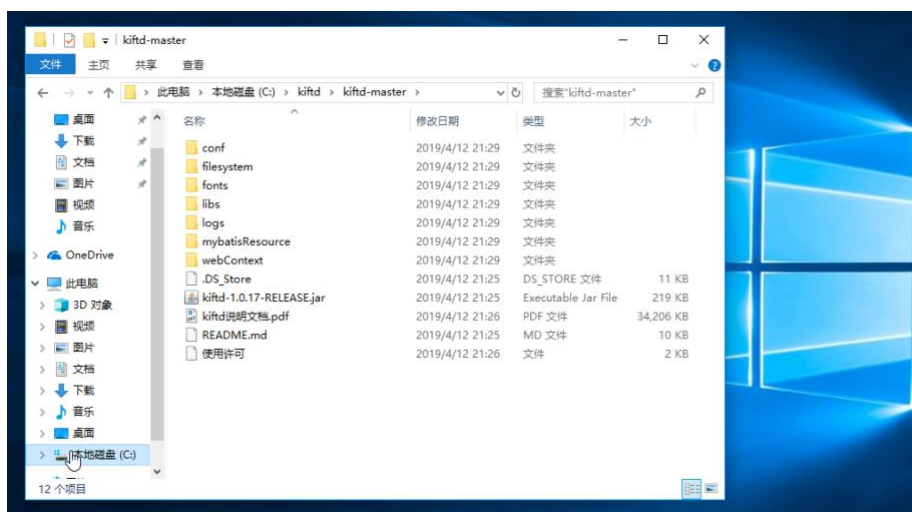 kiftd-master
文件 主页 共享 查看
此电脑 › 本地磁盘 (C:) › kiftd › kiftd-master › 搜索"kiftd-master"
名称 修改日期 类型 大小
桌面
下载
文档
图片
视频
音乐
OneDrive
此电脑
3D 对象
视频
图片
文档
下载
音乐
桌面
本地磁盘 (C:)
conf 2019/4/12 21:29 文件夹
filesystem 2019/4/12 21:29 文件夹
fonts 2019/4/12 21:29 文件夹
libs 2019/4/12 21:29 文件夹
logs 2019/4/12 21:29 文件夹
mybatisResource 2019/4/12 21:29 文件夹
webContext 2019/4/12 21:29 文件夹
.DS_Store 2019/4/12 21:25 DS_STORE 文件 11 KB
kiftd-1.0.17-RELEASE.jar 2019/4/12 21:25 Executable Jar File 219 KB
kiftd说明文档.pdf 2019/4/12 21:26 PDF 文件 34,206 KB
README.md 2019/4/12 21:25 MD 文件 10 KB
使用许可 2019/4/12 21:26 文件 2 KB
12 个项目